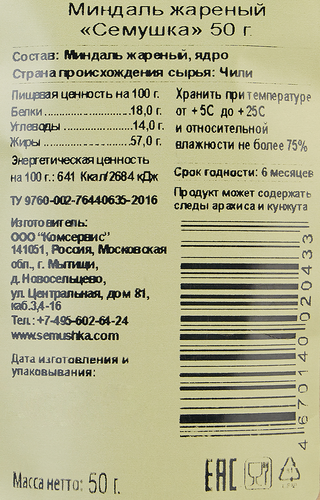 Миндаль жареный
«Семушка» 50 г.
Состав: Миндаль жареный, ядро
Страна происхождения сырья: Чили
Пищевая ценность на 100 г.
Белки..............................18,0 г.
Углеводы.......................14,0 г.
Жиры..............................57,0 г.
Энергетическая ценность
на 100 г.: 641 Ккал/2684 кДж
ТУ 9760-002-76440635-2016
Изготовитель:
ООО "Комсервис"
141051, Россия, Московская
обл., г. Мытищи,
д. Новосельцево,
ул. Центральная, дом 81,
каб.3,4-16
Тел.: +7-495-602-64-24
www.semushka.com
Дата изготовления и
упаковывания:
Масса нетто: 50 г.
Хранить при температуре
от +5С до +25С
и относительной
влажности не более 75%
Срок годности: 6 месяцев
Продукт может содержать
следы арахиса и кунжута
4 670140 020433
EAC